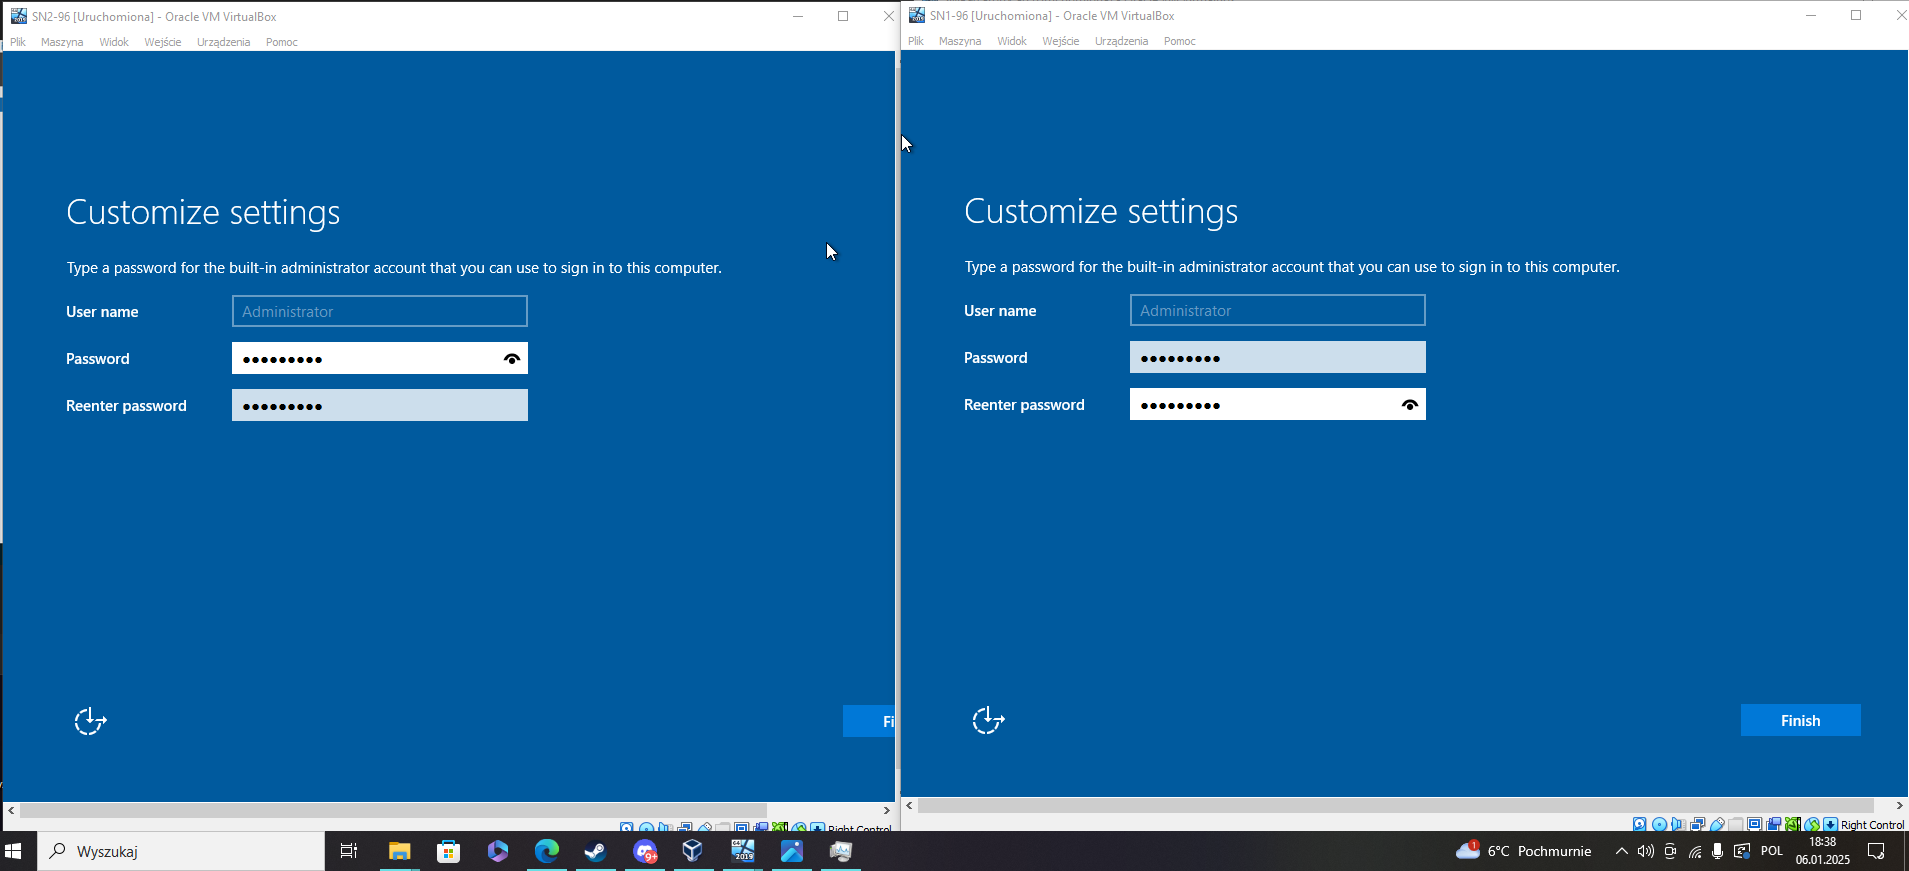 SN2-96 [Uruchomiona] - Oracle VM VirtualBox
Plik Maszyna Widok Wejście Urządzenia Pomoc
Customize settings
Type a password for the built-in administrator account that you can use to sign in to this computer.
User name
Administrator
Password
●●●●●●●●●
Reenter password
●●●●●●●●●
Fi
Right Control
SN1-96 [Uruchomiona] - Oracle VM VirtualBox
Plik Maszyna Widok Wejście Urządzenia Pomoc
Customize settings
Type a password for the built-in administrator account that you can use to sign in to this computer.
User name
Administrator
Password
●●●●●●●●●
Reenter password
●●●●●●●●●
Finish
Right Control
Wyszukaj
9+
64
2019
1
6°C Pochmurnie
POL
18:38
06.01.2025